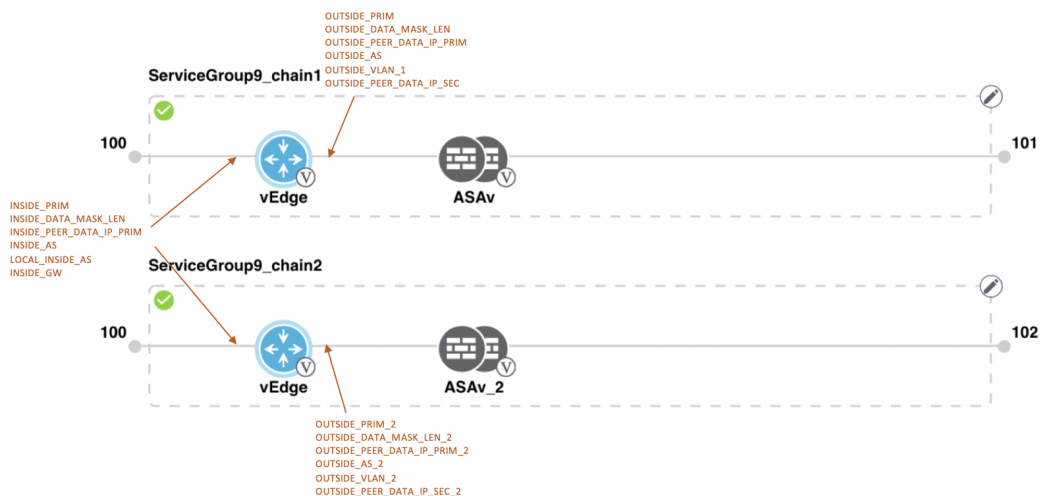 OUTSIDE_PRIM
OUTSIDE_DATA_MASK_LEN
OUTSIDE_PEER_DATA_IP_PRIM
OUTSIDE_AS
OUTSIDE_VLAN_1
OUTSIDE_PEER_DATA_IP_SEC
ServiceGroup9_chain1
100
101
V
V
vEdge
ASAv
INSIDE_PRIM
INSIDE_DATA_MASK_LEN
INSIDE_PEER_DATA_IP_PRIM
INSIDE_AS
LOCAL_INSIDE_AS
INSIDE_GW
ServiceGroup9_chain2
100
102
V
V
vEdge
ASAv_2
OUTSIDE_PRIM_2
OUTSIDE_DATA_MASK_LEN_2
OUTSIDE_PEER_DATA_IP_PRIM_2
OUTSIDE_AS_2
OUTSIDE_VLAN_2
OUTSIDE_PEER_DATA_IP_SEC_2